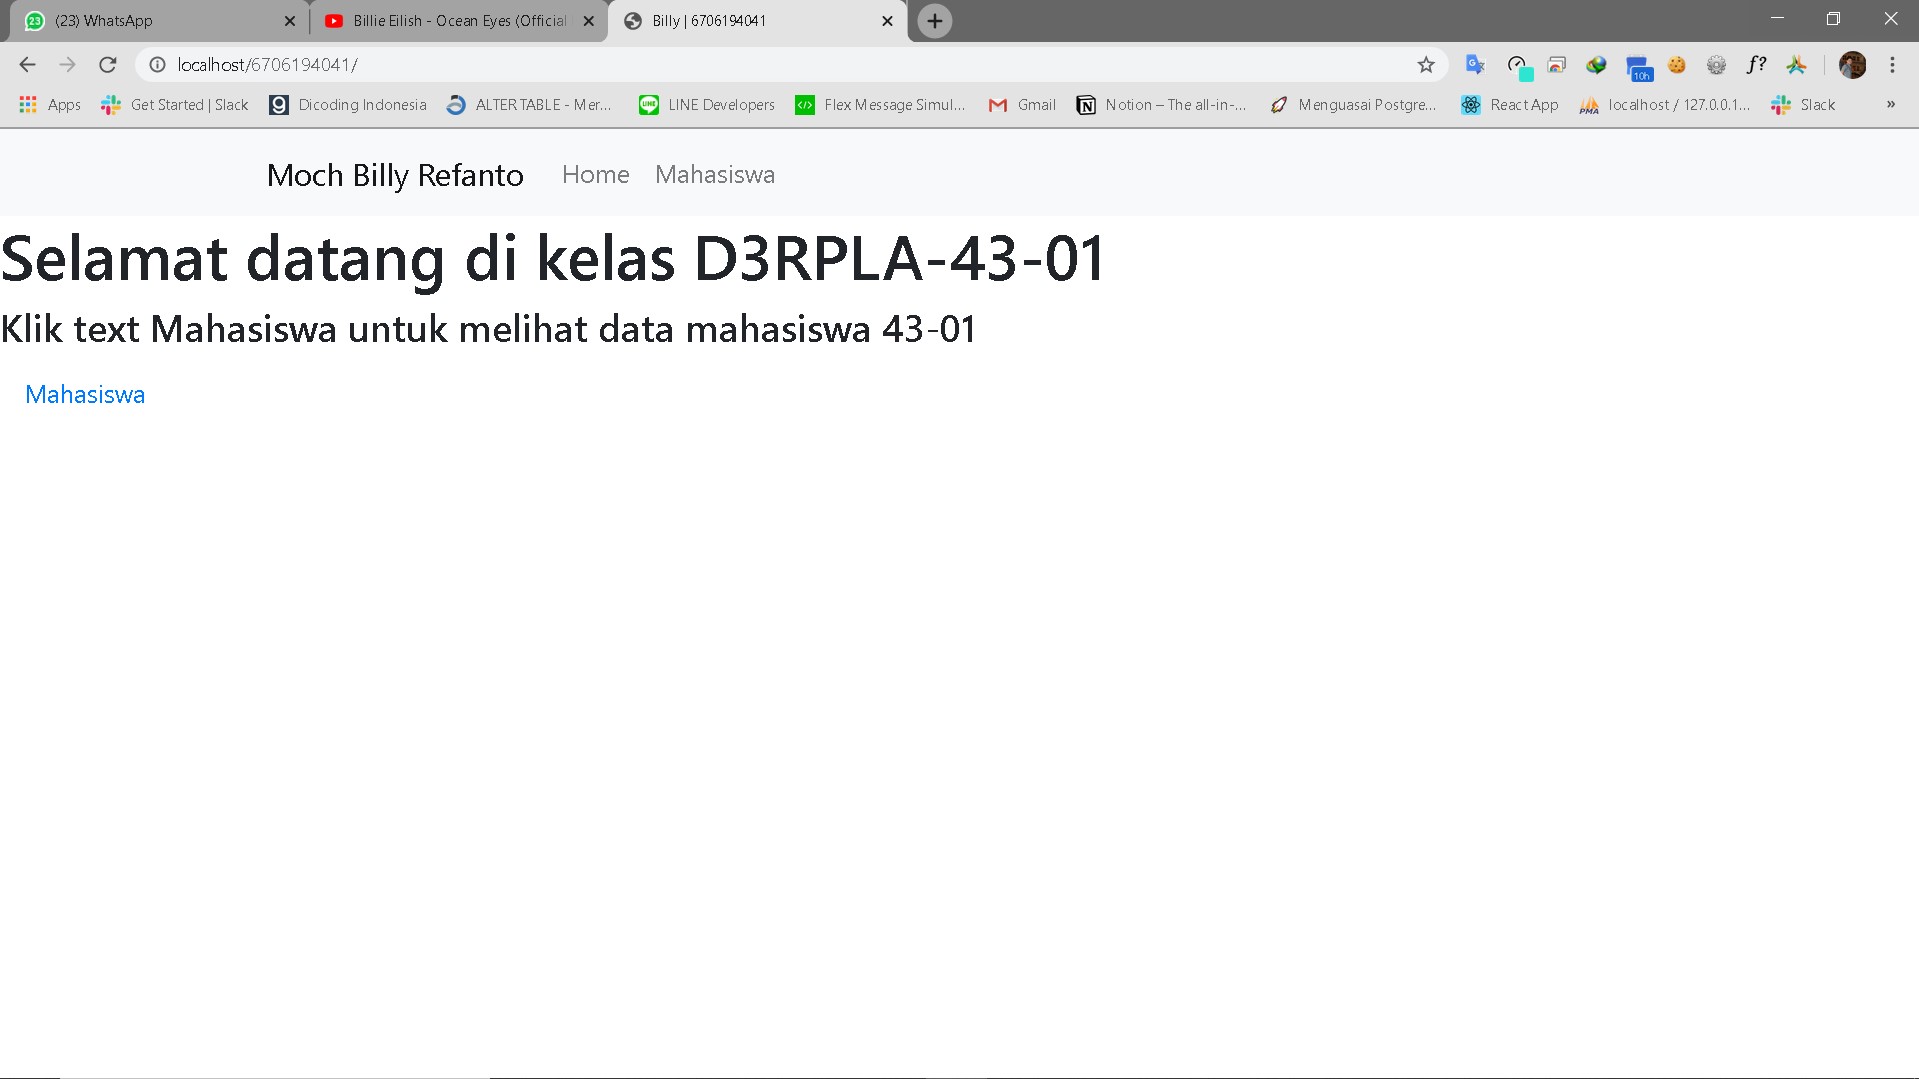 (23) WhatsApp
Billie Eilish - Ocean Eyes (Official
Billy | 6706194041
localhost/6706194041/
10h
f?
Apps
Get Started | Slack
Dicoding Indonesia
ALTER TABLE - Mer...
LINE Developers
Flex Message Simul...
Gmail
Notion – The all-in-...
Menguasai Postgre...
React App
localhost / 127.0.0.1...
Slack
»
Moch Billy Refanto
Home
Mahasiswa
Selamat datang di kelas D3RPLA-43-01
Klik text Mahasiswa untuk melihat data mahasiswa 43-01
Mahasiswa